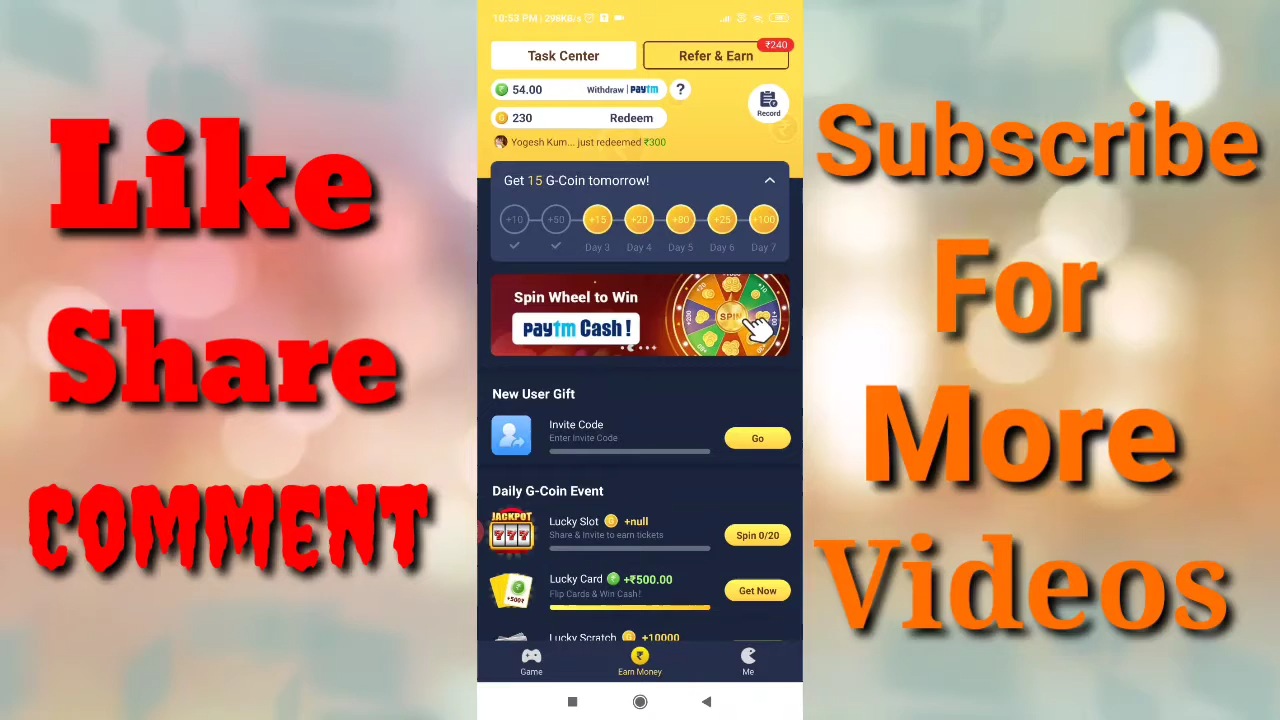 Like
Share
COMMENT
10:53 PM | 296KB/s
Task Center
Refer & Earn
₹240
54.00
Withdraw | paytm
?
230
Redeem
Record
Yogesh Kum... just redeemed ₹300
Get 15 G-Coin tomorrow!
+10 +50 +15 +20 +80 +25 +100
Day 3 Day 4 Day 5 Day 6 Day 7
Spin Wheel to Win
paytm Cash!
SPIN
New User Gift
Invite Code
Enter Invite Code
Go
Daily G-Coin Event
JACKPOT
777
Lucky Slot +null
Share & Invite to earn tickets
Spin 0/20
Lucky Card +₹500.00
Flip Cards & Win Cash!
+500₹
Get Now
Lucky Scratch +10000
Game
Earn Money
Me
Subscribe
For
More
Videos